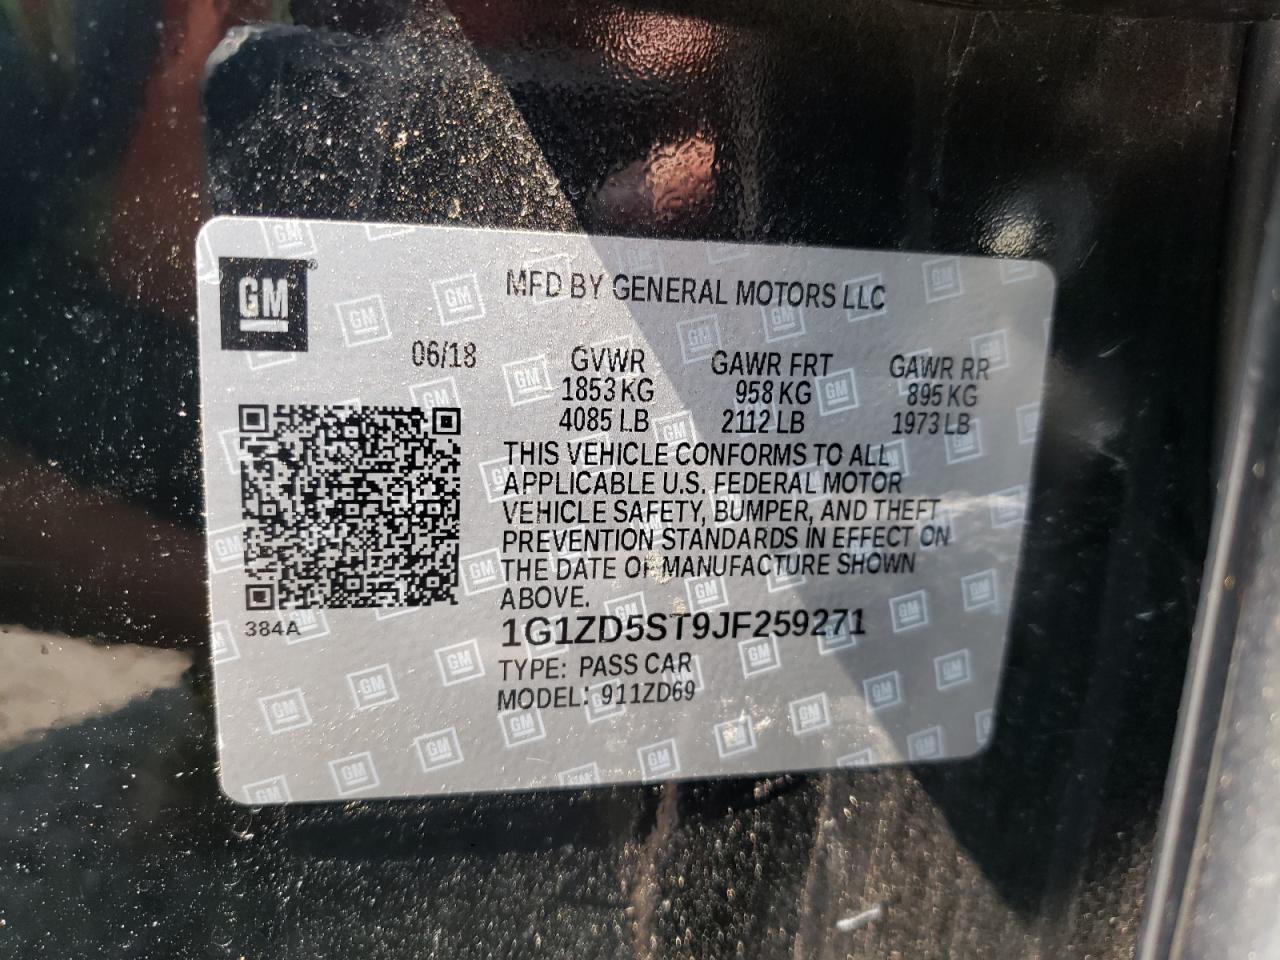 GM
MFD BY GENERAL MOTORS LLC
06/18 GVWR GAWR FRT GAWR RR
1853 KG 958 KG 895 KG
4085 LB 2112 LB 1973 LB
THIS VEHICLE CONFORMS TO ALL
APPLICABLE U.S. FEDERAL MOTOR
VEHICLE SAFETY, BUMPER, AND THEFT
PREVENTION STANDARDS IN EFFECT ON
THE DATE OF MANUFACTURE SHOWN
ABOVE.
384A
1G1ZD5ST9JF259271
TYPE: PASS CAR
MODEL: 911ZD69